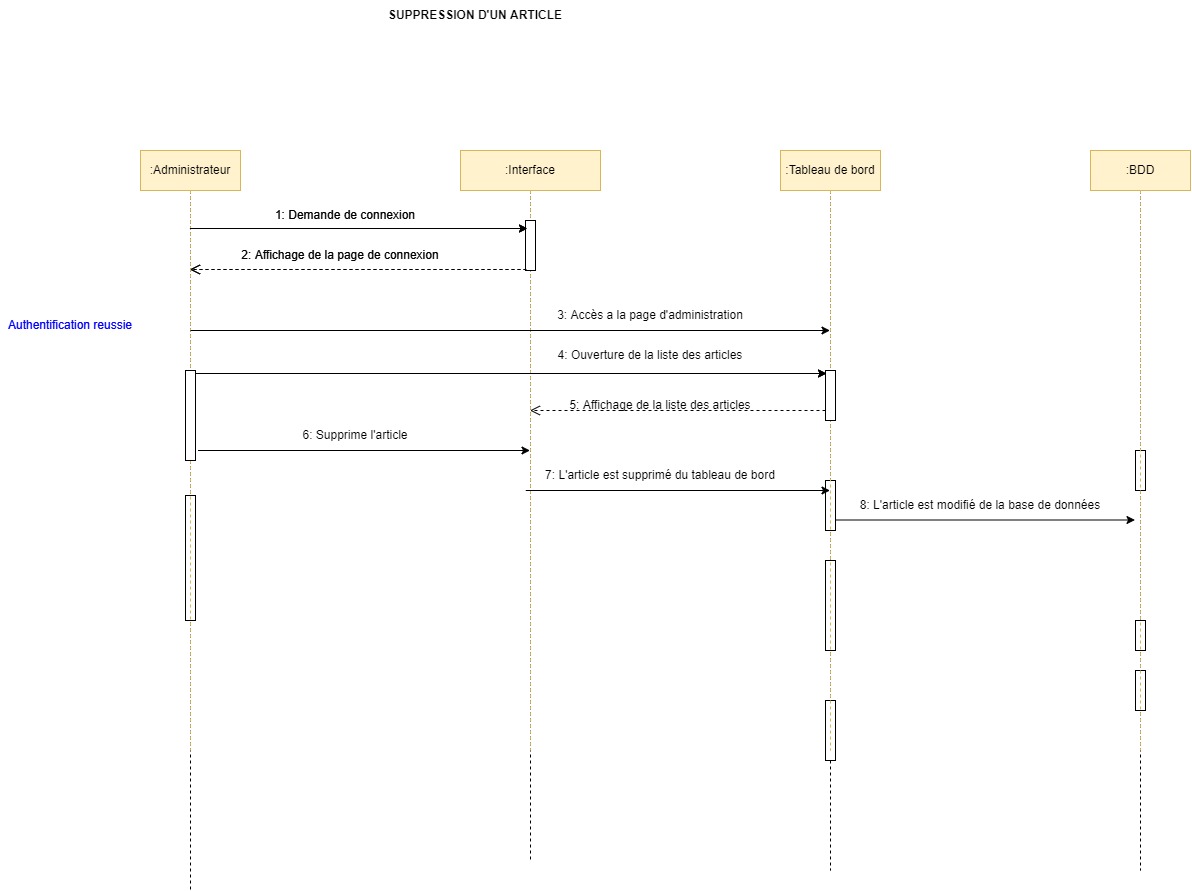 SUPPRESSION D'UN ARTICLE
:Administrateur
:Interface
:Tableau de bord
:BDD
1: Demande de connexion
2: Affichage de la page de connexion
Authentification reussie
3: Accès a la page d'administration
4: Ouverture de la liste des articles
5: Affichage de la liste des articles
6: Supprime l'article
7: L'article est supprimé du tableau de bord
8: L'article est modifié de la base de données